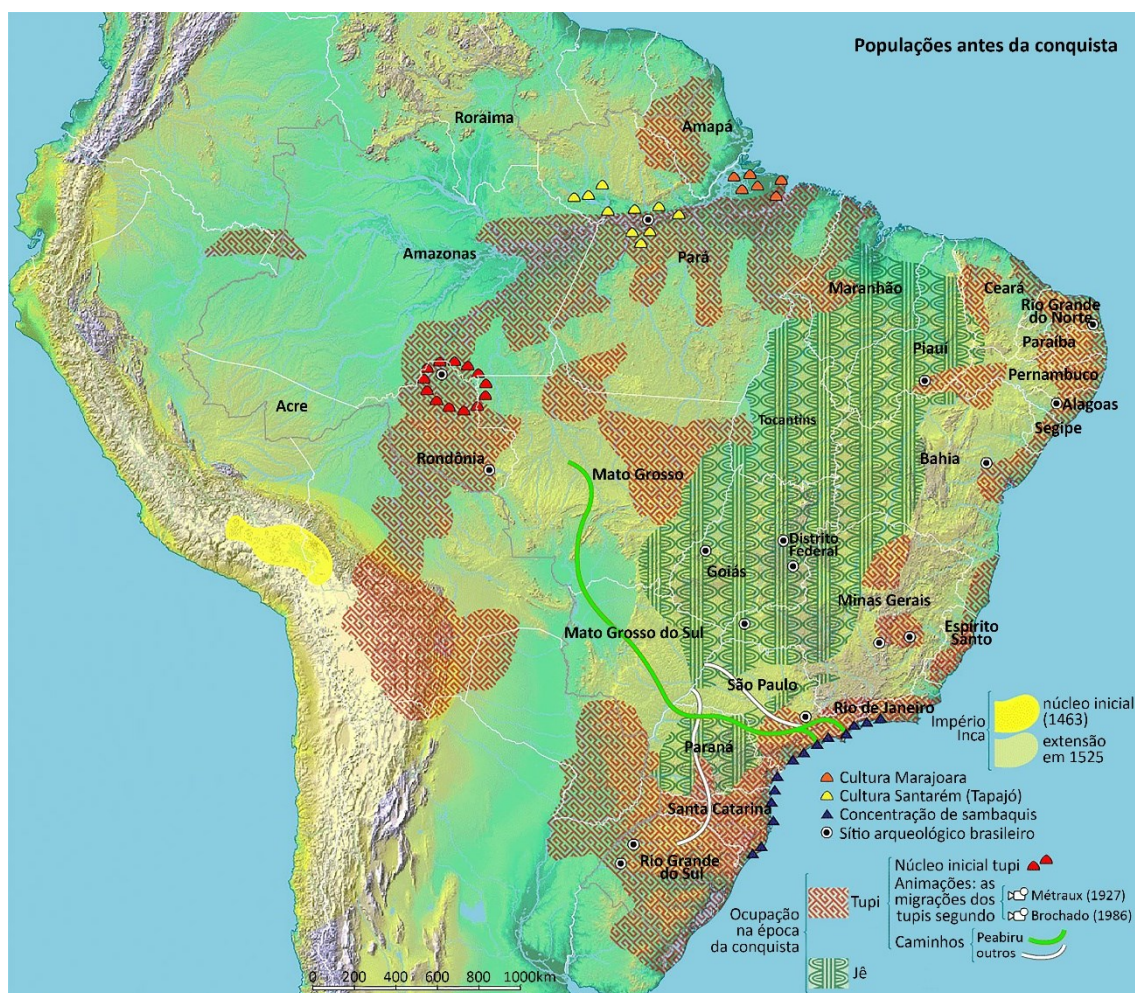 Populações antes da conquista
Roraima
Amapá
Amazonas
Pará
Maranhão
Ceará
Rio Grande
do Norte
Paraíba
Piauí
Pernambuco
Acre
Alagoas
Tocantins
Segipe
Rondônia
Mato Grosso
Bahia
Distrito
Federal
Goiás
Minas Gerais
Mato Grosso do Sul
Espírito
Santo
São Paulo
Rio de Janeiro
Paraná
Santa Catarina
Rio Grande
do Sul
Império
Inca
núcleo inicial
(1463)
extensão
em 1525
Cultura Marajoara
Cultura Santarém (Tapajó)
Concentração de sambaquis
Sítio arqueológico brasileiro
Ocupação
na época
da conquista
Tupi
Núcleo inicial tupi
Animações: as
migrações dos
tupis segundo
Métraux (1927)
Brochado (1986)
Caminhos
Peabiru
outros
Jê
0 200 400 600 800 1000km